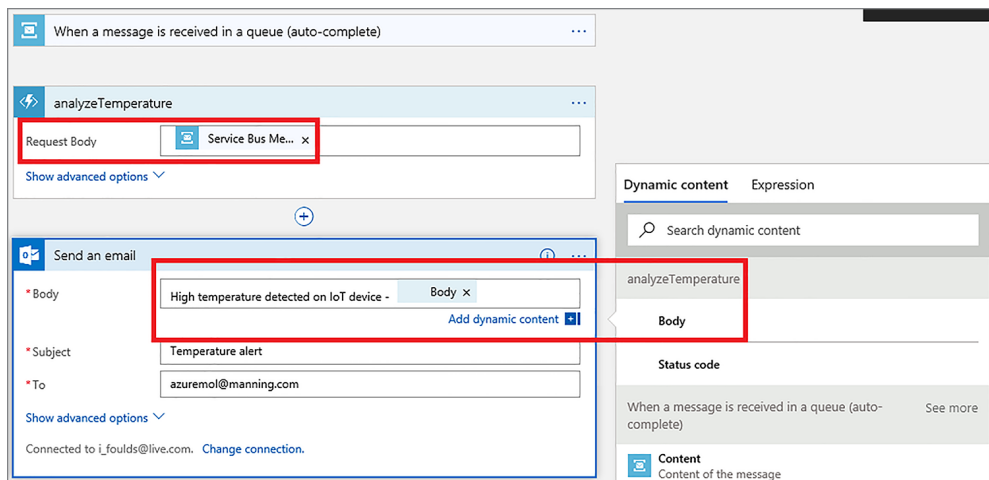 When a message is received in a queue (auto-complete)
analyzeTemperature
Request Body
Service Bus Me...
Show advanced options
Send an email
*Body
High temperature detected on IoT device -
Body
Add dynamic content
*Subject
Temperature alert
*To
azuremol@manning.com
Show advanced options
Connected to i_foulds@live.com. Change connection.
Dynamic content Expression
Search dynamic content
analyzeTemperature
Body
Status code
When a message is received in a queue (auto-
complete)
See more
Content
Content of the message